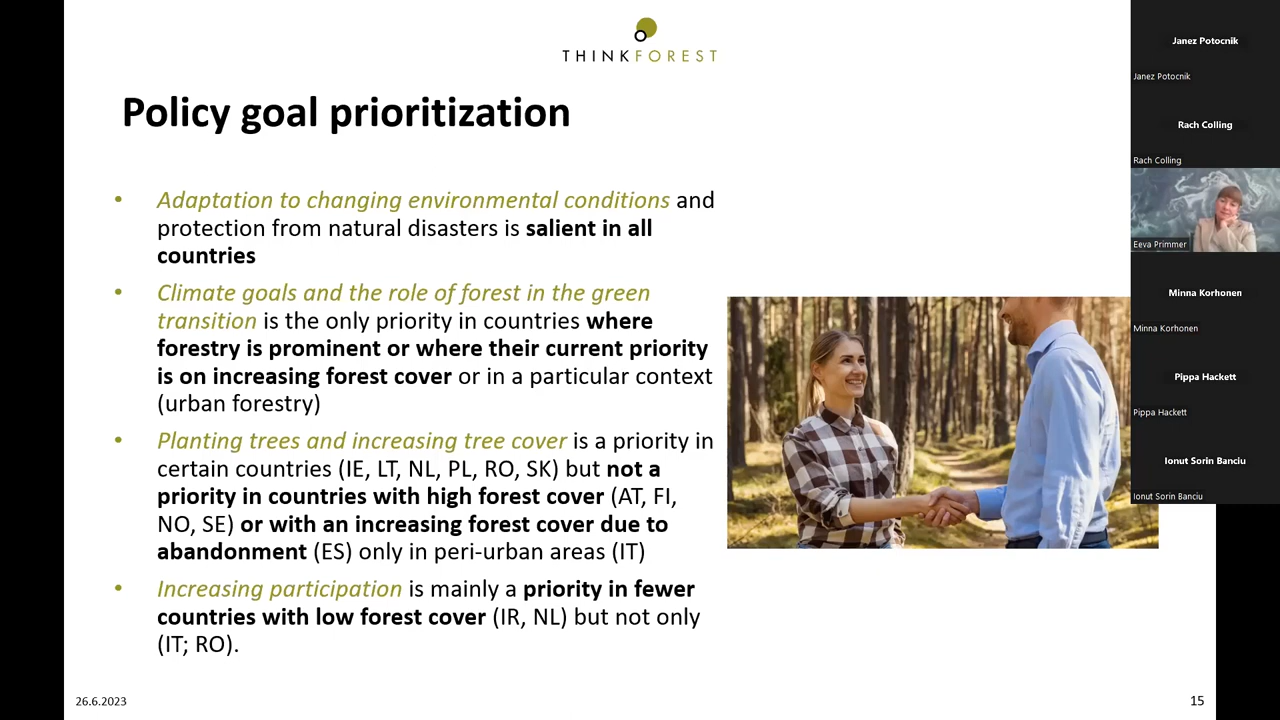 THINKFOREST
Policy goal prioritization
• Adaptation to changing environmental conditions and
protection from natural disasters is salient in all
countries
• Climate goals and the role of forest in the green
transition is the only priority in countries where
forestry is prominent or where their current priority
is on increasing forest cover or in a particular context
(urban forestry)
• Planting trees and increasing tree cover is a priority in
certain countries (IE, LT, NL, PL, RO, SK) but not a
priority in countries with high forest cover (AT, FI,
NO, SE) or with an increasing forest cover due to
abandonment (ES) only in peri-urban areas (IT)
• Increasing participation is mainly a priority in fewer
countries with low forest cover (IR, NL) but not only
(IT; RO).
26.6.2023
15
Janez Potocnik
Janez Potocnik
Rach Colling
Rach Colling
Eeva Primmer
Minna Korhonen
Minna Korhonen
Pippa Hackett
Pippa Hackett
Ionut Sorin Banciu
Ionut Sorin Banciu